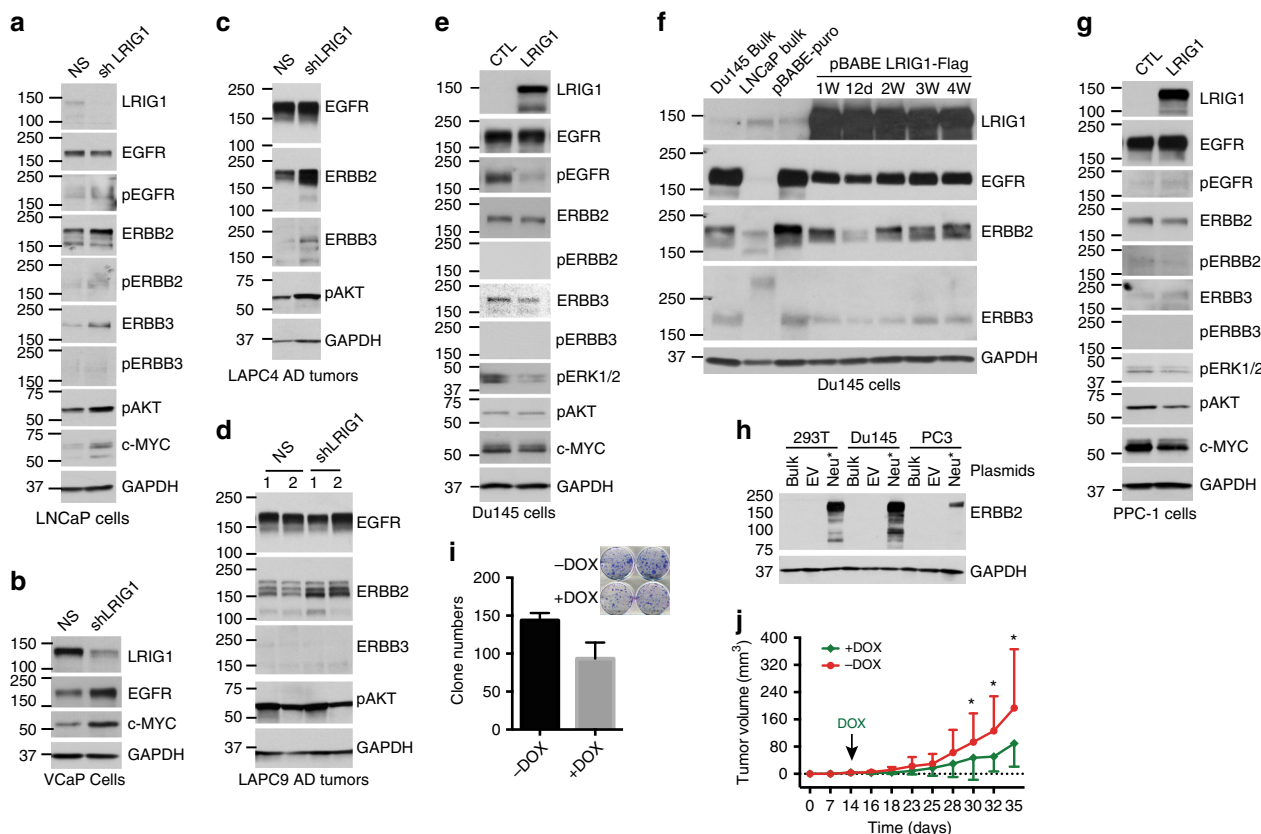 a
NS
sh LRIG1
150
100
LRIG1
200
150
EGFR
250
150
pEGFR
250
150
ERBB2
250
150
pERBB2
200
150
ERBB3
250
150
pERBB3
75
50
pAKT
75
50
c-MYC
37
GAPDH
LNCaP cells
b
NS
shLRIG1
150
100
LRIG1
200
150
EGFR
75
50
c-MYC
37
GAPDH
VCaP Cells
c
NS
shLRIG1
250
150
EGFR
250
200
150
100
ERBB2
250
150
ERBB3
75
50
pAKT
37
GAPDH
LAPC4 AD tumors
d
NS
shLRIG1
1 2 1 2
250
150
100
EGFR
250
200
150
100
ERBB2
250
150
ERBB3
75
50
pAKT
37
GAPDH
LAPC9 AD tumors
e
CTL
LRIG1
150
100
LRIG1
200
150
EGFR
200
150
pEGFR
250
150
ERBB2
250
150
pERBB2
250
150
ERBB3
250
150
pERBB3
50
37
pERK1/2
75
50
pAKT
75
50
c-MYC
37
GAPDH
Du145 cells
f
Du145 Bulk
LNCaP bulk
pBABE-puro
pBABE LRIG1-Flag
1W 12d 2W 3W 4W
150
LRIG1
250
150
EGFR
250
200
150
ERBB2
250
150
ERBB3
37
GAPDH
Du145 cells
g
CTL
LRIG1
150
100
LRIG1
200
150
EGFR
250
150
pEGFR
250
150
ERBB2
250
150
pERBB2
250
150
ERBB3
250
150
pERBB3
50
37
pERK1/2
75
50
pAKT
75
50
c-MYC
37
GAPDH
PPC-1 cells
h
293T Du145 PC3
Bulk EV Neu* Bulk EV Neu* Bulk EV Neu*
Plasmids
250
150
100
75
ERBB2
37
GAPDH
i
–DOX
+DOX
Clone numbers
200
150
100
50
0
–DOX
+DOX
j
Tumor volume (mm³)
400
320
240
160
80
0
+DOX
–DOX
DOX
*
*
*
0 7 14 16 18 23 25 28 30 32 35
Time (days)